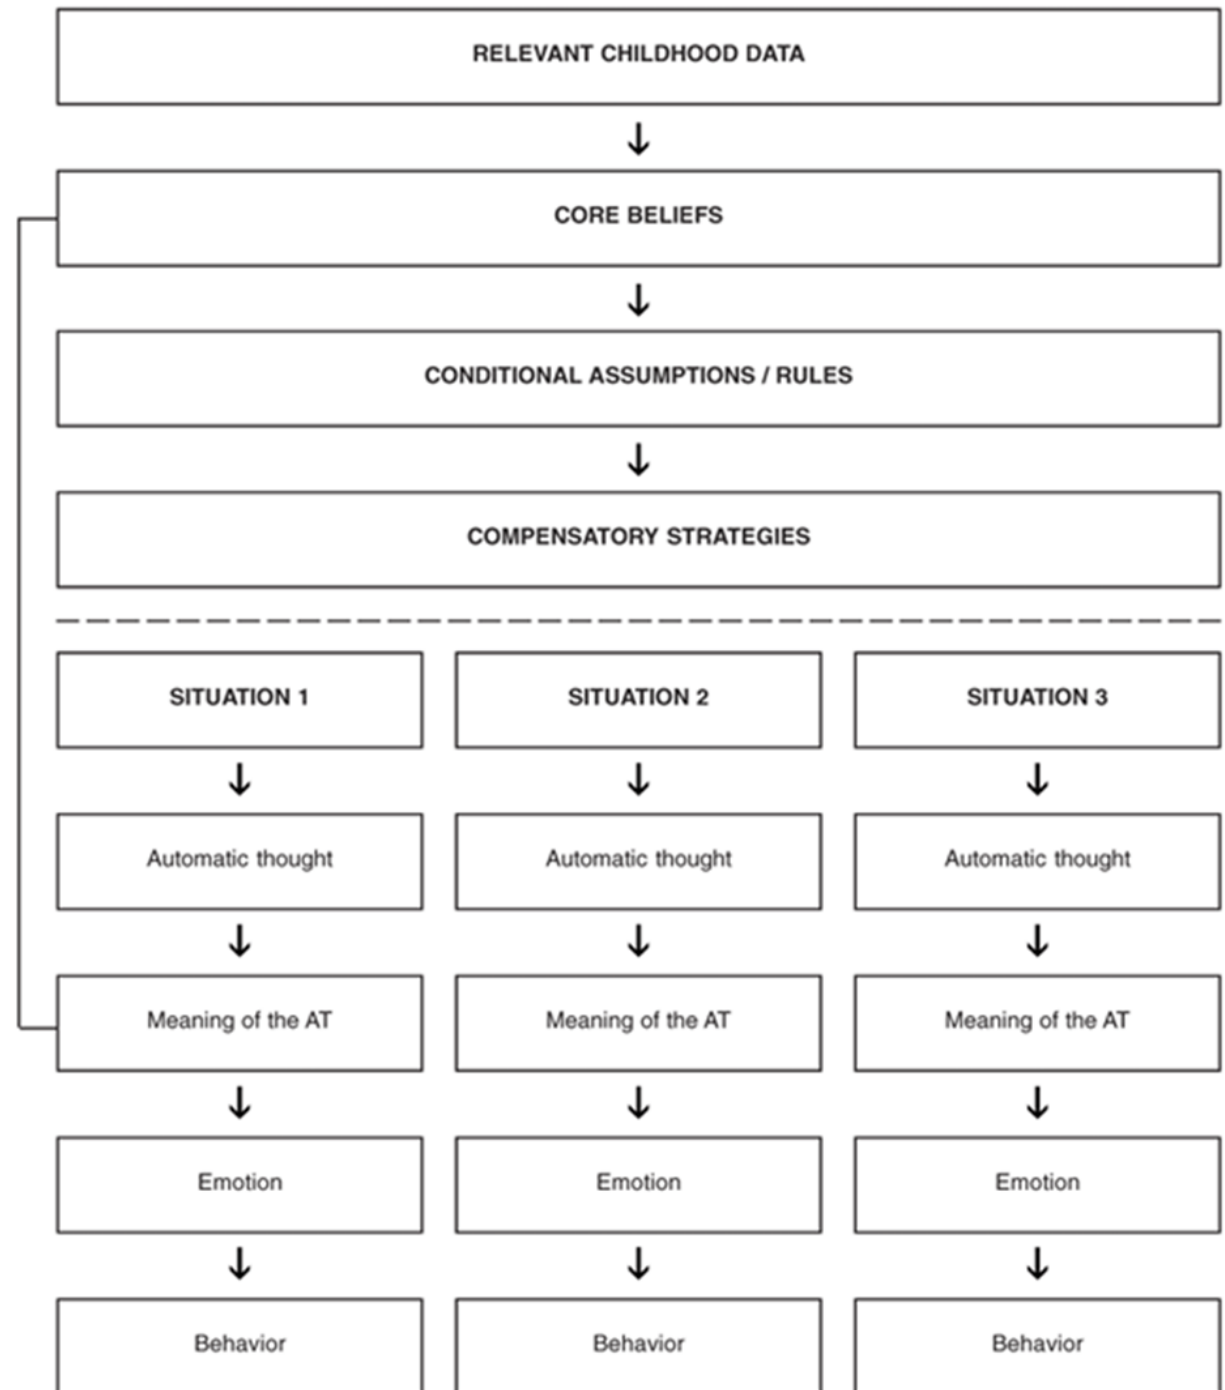 RELEVANT CHILDHOOD DATA
CORE BELIEFS
CONDITIONAL ASSUMPTIONS / RULES
COMPENSATORY STRATEGIES
SITUATION 1
SITUATION 2
SITUATION 3
Automatic thought
Automatic thought
Automatic thought
Meaning of the AT
Meaning of the AT
Meaning of the AT
Emotion
Emotion
Emotion
Behavior
Behavior
Behavior